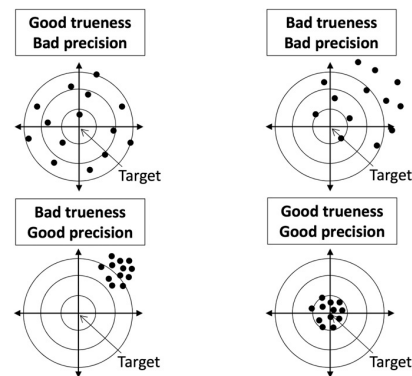 Good trueness
Bad precision
Bad trueness
Bad precision
Target
Target
Bad trueness
Good precision
Good trueness
Good precision
Target
Target